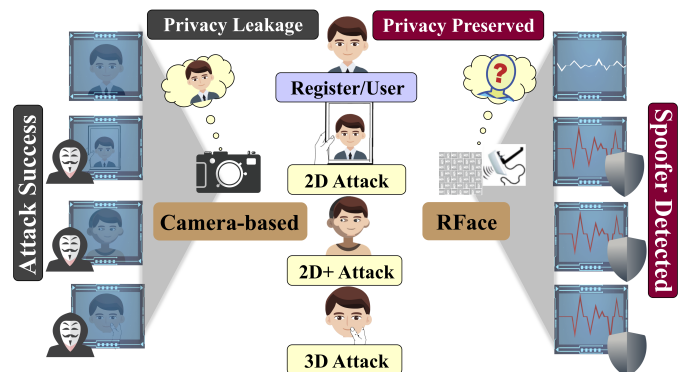 Privacy Leakage
Privacy Preserved
Register/User
Attack Success
Spoofer Detected
?
2D Attack
Camera-based
RFace
2D+ Attack
3D Attack